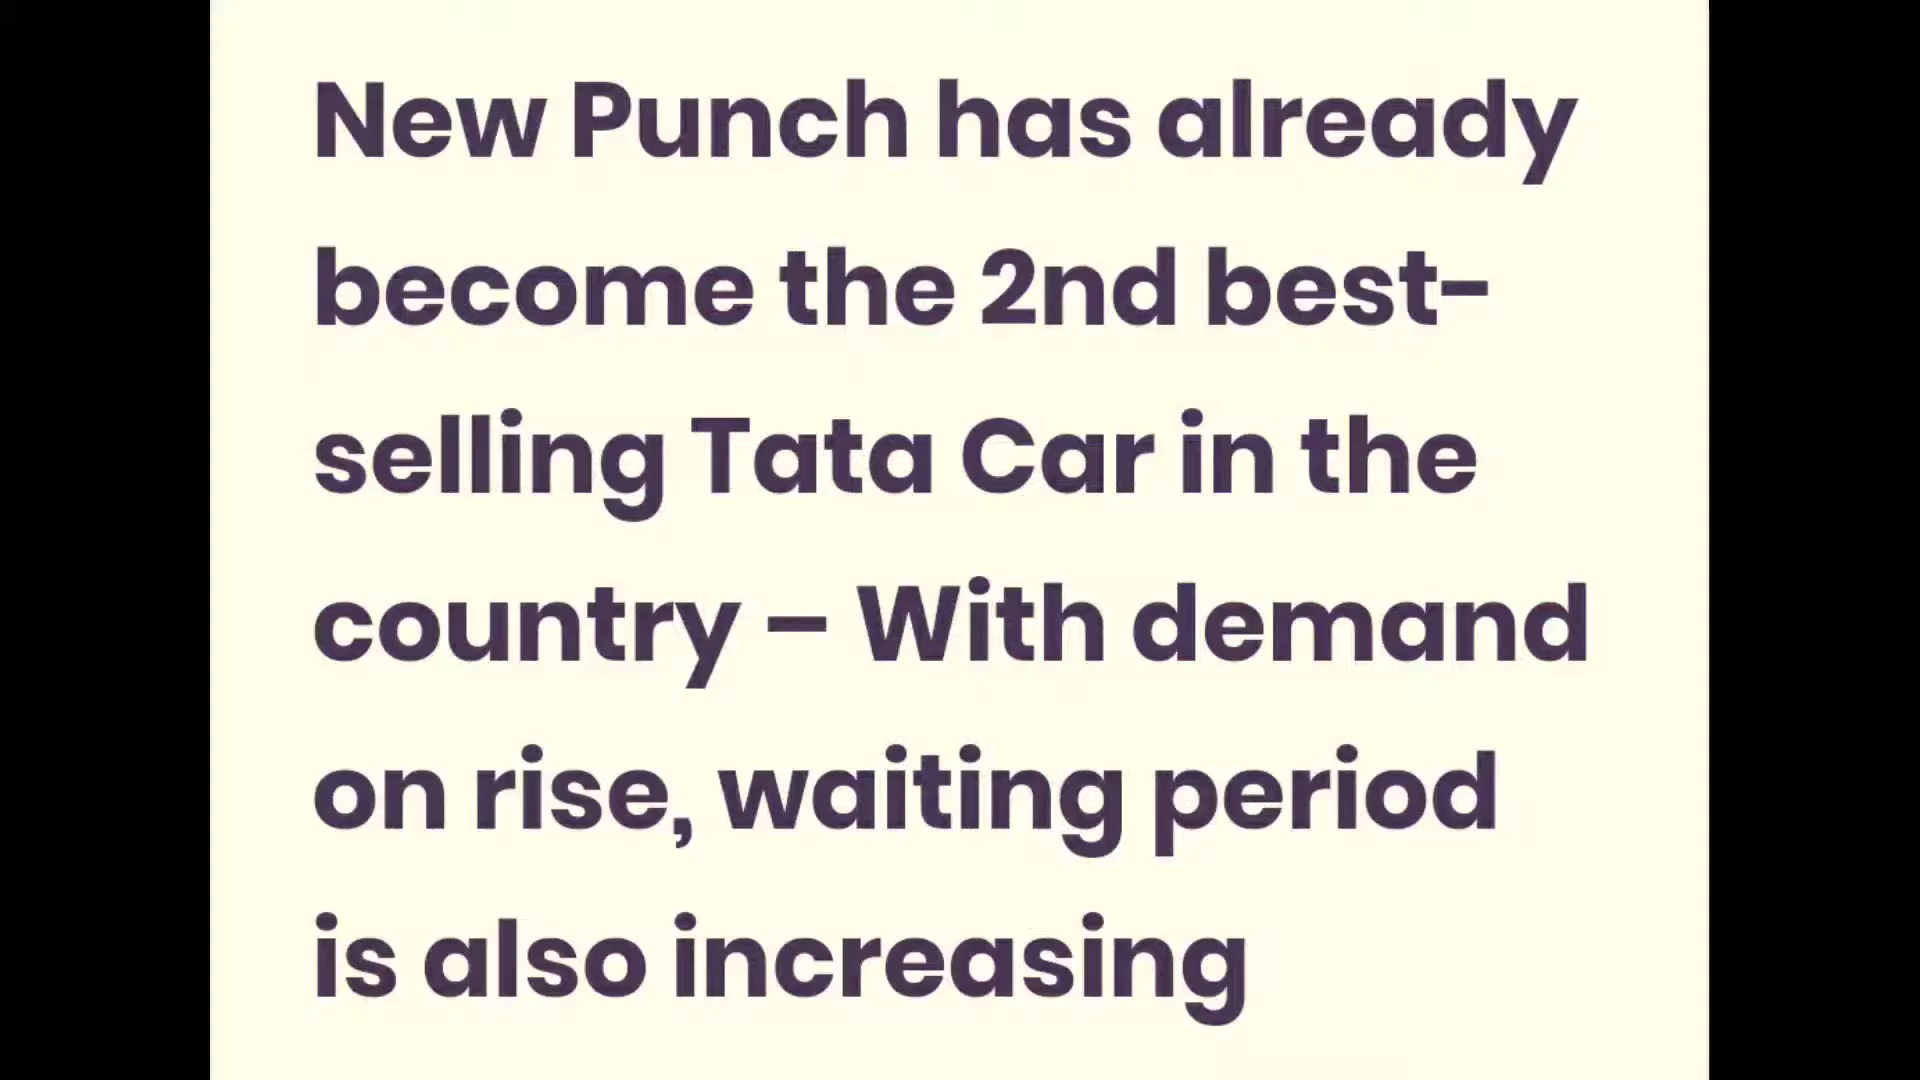 New Punch has already
become the 2nd best-
selling Tata Car in the
country – With demand
on rise, waiting period
is also increasing